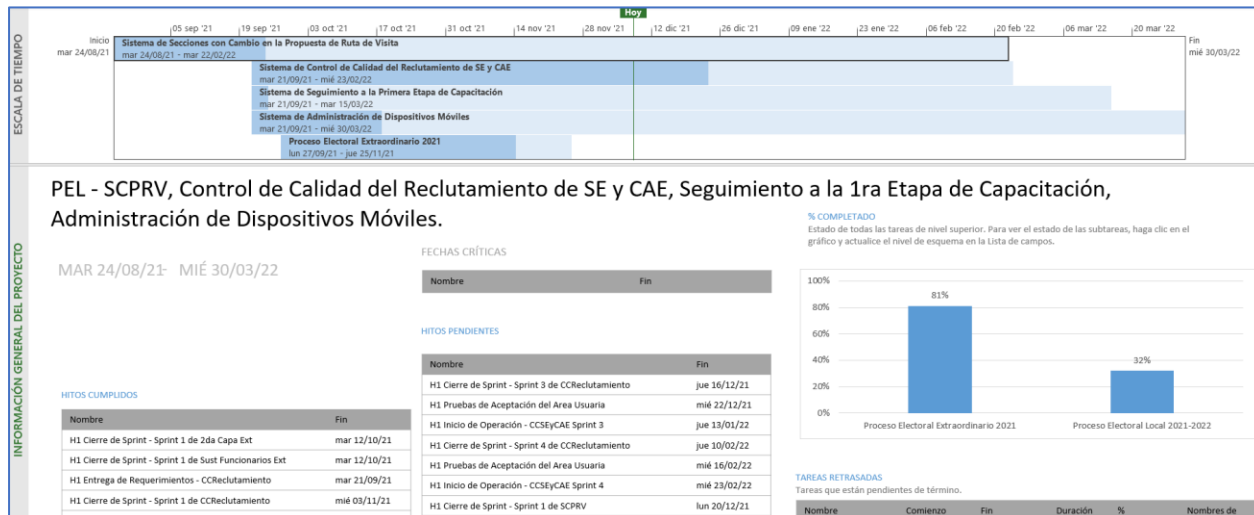 Hoy
05 sep '21 19 sep '21 03 oct '21 17 oct '21 31 oct '21 14 nov '21 28 nov '21 12 dic '21 26 dic '21 09 ene '22 23 ene '22 06 feb '22 20 feb '22 06 mar '22 20 mar '22
ESCALA DE TIEMPO
Inicio
mar 24/08/21
Sistema de Secciones con Cambio en la Propuesta de Ruta de Visita
mar 24/08/21 - mar 22/02/22
Sistema de Control de Calidad del Reclutamiento de SE y CAE
mar 21/09/21 - mié 23/02/22
Sistema de Seguimiento a la Primera Etapa de Capacitación
mar 21/09/21 - mar 15/03/22
Sistema de Administración de Dispositivos Móviles
mar 21/09/21 - mié 30/03/22
Proceso Electoral Extraordinario 2021
lun 27/09/21 - jue 25/11/21
Fin
mié 30/03/22
INFORMACIÓN GENERAL DEL PROYECTO
PEL - SCPRV, Control de Calidad del Reclutamiento de SE y CAE, Seguimiento a la 1ra Etapa de Capacitación,
Administración de Dispositivos Móviles.
MAR 24/08/21- MIÉ 30/03/22
HITOS CUMPLIDOS
Nombre Fin
H1 Cierre de Sprint - Sprint 1 de 2da Capa Ext mar 12/10/21
H1 Cierre de Sprint - Sprint 1 de Sust Funcionarios Ext mar 12/10/21
H1 Entrega de Requerimientos - CCReclutamiento mar 21/09/21
H1 Cierre de Sprint - Sprint 1 de CCReclutamiento mié 03/11/21
FECHAS CRÍTICAS
Nombre Fin
HITOS PENDIENTES
Nombre Fin
H1 Cierre de Sprint - Sprint 3 de CCReclutamiento jue 16/12/21
H1 Pruebas de Aceptación del Area Usuaria mié 22/12/21
H1 Inicio de Operación - CCSEyCAE Sprint 3 jue 13/01/22
H1 Cierre de Sprint - Sprint 4 de CCReclutamiento jue 10/02/22
H1 Pruebas de Aceptación del Area Usuaria mié 16/02/22
H1 Inicio de Operación - CCSEyCAE Sprint 4 mié 23/02/22
H1 Cierre de Sprint - Sprint 1 de SCPRV lun 20/12/21
% COMPLETADO
Estado de todas las tareas de nivel superior. Para ver el estado de las subtareas, haga clic en el
gráfico y actualice el nivel de esquema en la Lista de campos.
100%
80%
60%
40%
20%
0%
81%
32%
Proceso Electoral Extraordinario 2021 Proceso Electoral Local 2021-2022
TAREAS RETRASADAS
Tareas que están pendientes de término.
Nombre Comienzo Fin Duración % Nombres de